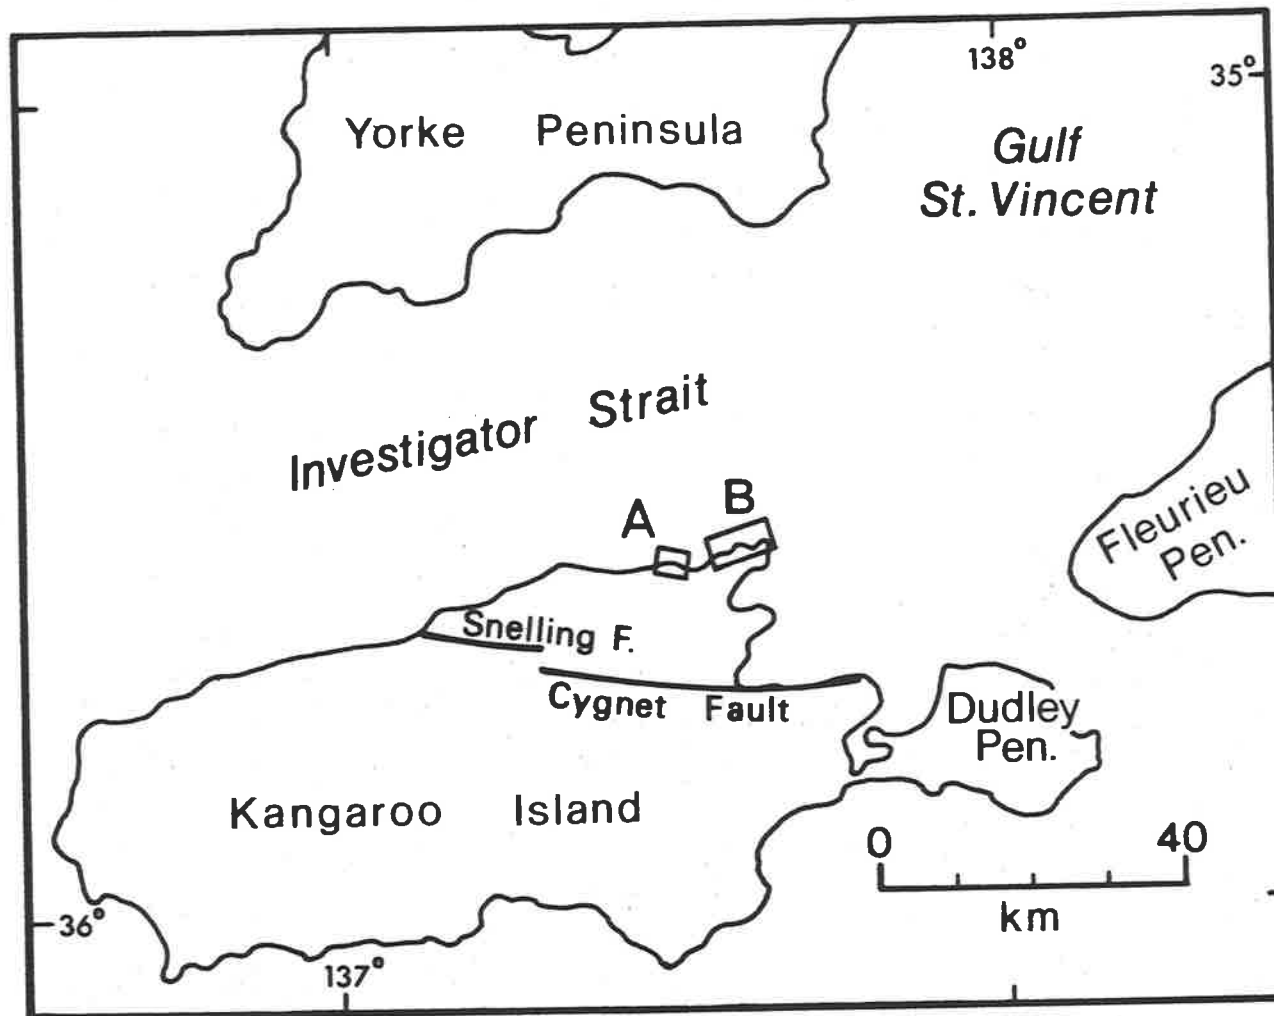 138°
35°
Yorke Peninsula
Gulf
St. Vincent
Investigator Strait
A
B
Fleurieu
Pen.
Snelling F.
Cygnet Fault
Dudley
Pen.
Kangaroo Island
0 40
km
36°
137°